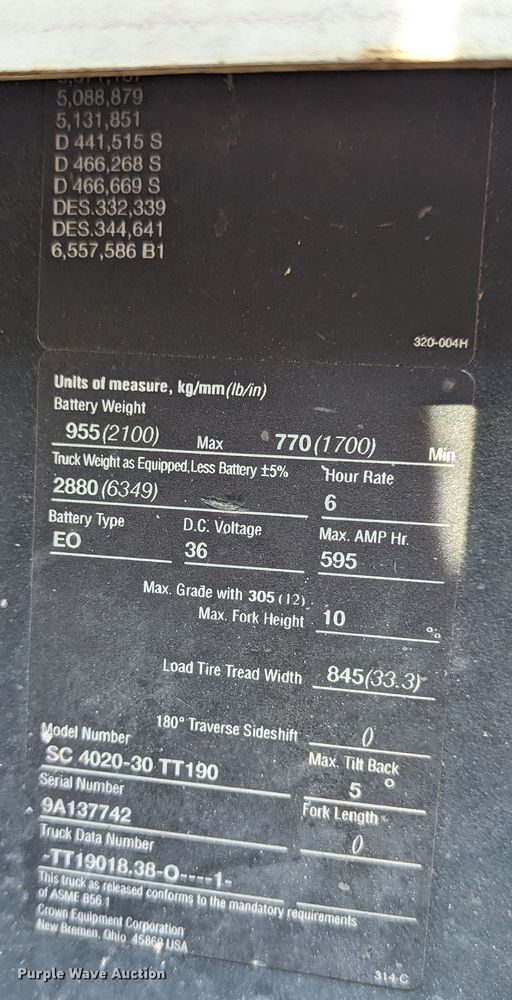 5,088,879
5,131,851
D 441,515 S
D 466,268 S
D 466,669 S
DES.332,339
DES.344,641
6,557,586 B1
320-004H
Units of measure, kg/mm(lb/in)
Battery Weight
955(2100) Max 770(1700) Min
Truck Weight as Equipped,Less Battery ±5% Hour Rate
2880(6349) 6
Battery Type D.C. Voltage Max. AMP Hr.
EO 36 595
Max. Grade with 305 (12)
Max. Fork Height 10 %
Load Tire Tread Width 845(33.3)
180° Traverse Sideshift 0
Model Number Max. Tilt Back
SC 4020-30 TT190 5 °
Serial Number Fork Length
9A137742 0
Truck Data Number
-TT19018.38-O----1-
This truck as released conforms to the mandatory requirements
of ASME B56.1
Crown Equipment Corporation
New Bremen, Ohio 45869 USA
314-C
Purple Wave Auction